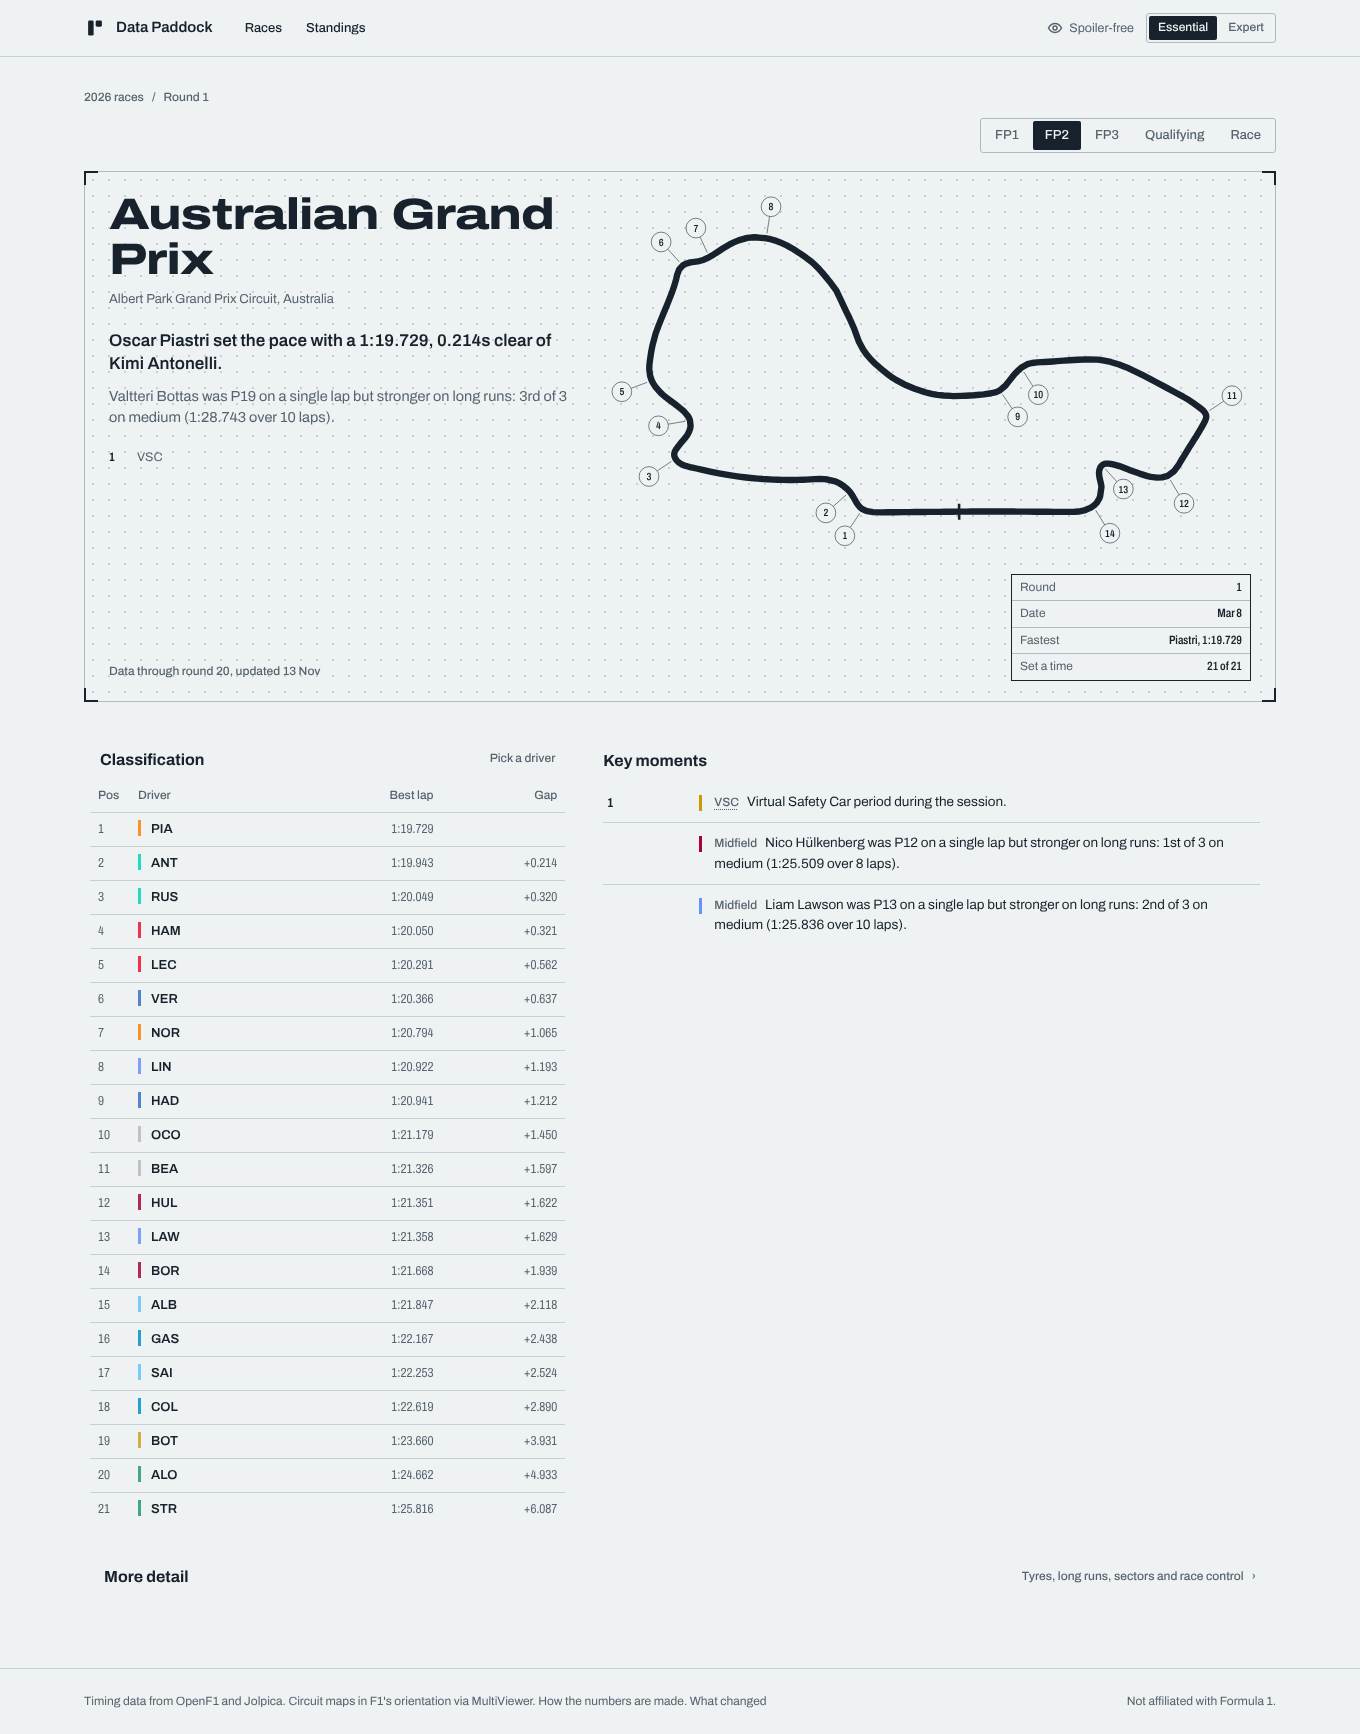 Data Paddock Races Standings Spoiler-free Essential Expert
2026 races / Round 1
FP1 FP2 FP3 Qualifying Race
Australian Grand
Prix
Albert Park Grand Prix Circuit, Australia
Oscar Piastri set the pace with a 1:19.729, 0.214s clear of
Kimi Antonelli.
Valtteri Bottas was P19 on a single lap but stronger on long runs: 3rd of 3
on medium (1:28.743 over 10 laps).
1 VSC
8
7
6
5
10
11
9
4
3
13
12
2
14
1
Round 1
Date Mar 8
Fastest Piastri, 1:19.729
Set a time 21 of 21
Data through round 20, updated 13 Nov
Classification Pick a driver
Pos Driver Best lap Gap
1 PIA 1:19.729
2 ANT 1:19.943 +0.214
3 RUS 1:20.049 +0.320
4 HAM 1:20.050 +0.321
5 LEC 1:20.291 +0.562
6 VER 1:20.366 +0.637
7 NOR 1:20.794 +1.065
8 LIN 1:20.922 +1.193
9 HAD 1:20.941 +1.212
10 OCO 1:21.179 +1.450
11 BEA 1:21.326 +1.597
12 HUL 1:21.351 +1.622
13 LAW 1:21.358 +1.629
14 BOR 1:21.668 +1.939
15 ALB 1:21.847 +2.118
16 GAS 1:22.167 +2.438
17 SAI 1:22.253 +2.524
18 COL 1:22.619 +2.890
19 BOT 1:23.660 +3.931
20 ALO 1:24.662 +4.933
21 STR 1:25.816 +6.087
Key moments
1 VSC Virtual Safety Car period during the session.
Midfield Nico Hülkenberg was P12 on a single lap but stronger on long runs: 1st of 3 on
medium (1:25.509 over 8 laps).
Midfield Liam Lawson was P13 on a single lap but stronger on long runs: 2nd of 3 on
medium (1:25.836 over 10 laps).
More detail Tyres, long runs, sectors and race control ›
Timing data from OpenF1 and Jolpica. Circuit maps in F1's orientation via MultiViewer. How the numbers are made. What changed Not affiliated with Formula 1.